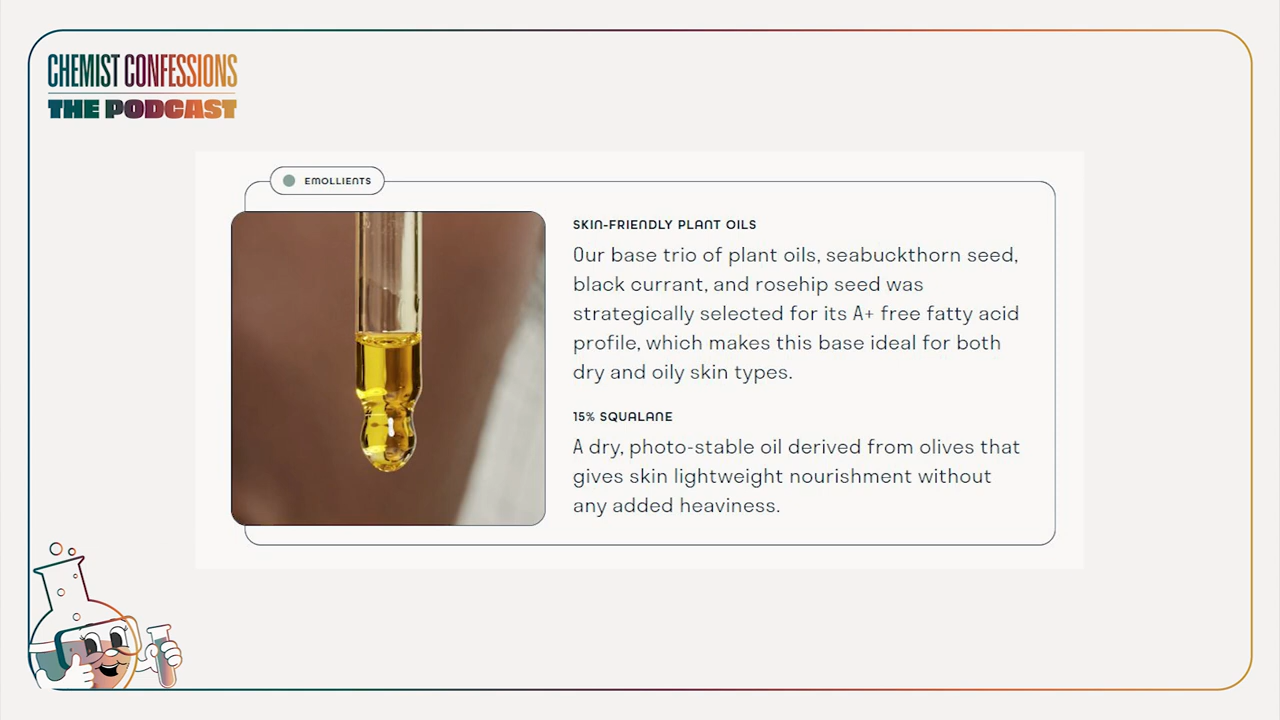 CHEMIST CONFESSIONS
THE PODCAST
EMOLLIENTS
SKIN-FRIENDLY PLANT OILS
Our base trio of plant oils, seabuckthorn seed,
black currant, and rosehip seed was
strategically selected for its A+ free fatty acid
profile, which makes this base ideal for both
dry and oily skin types.
15% SQUALANE
A dry, photo-stable oil derived from olives that
gives skin lightweight nourishment without
any added heaviness.